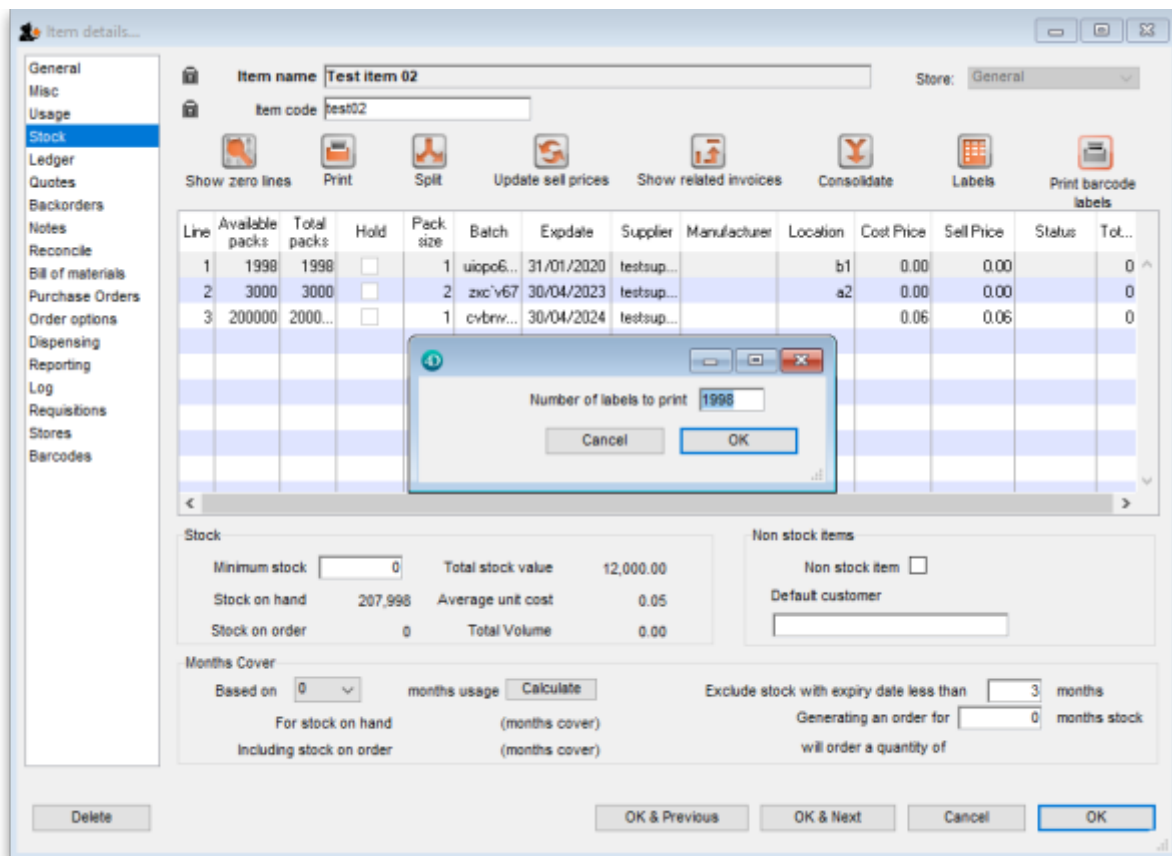 Item details...
General
Misc
Usage
Stock
Ledger
Quotes
Backorders
Notes
Reconcile
Bill of materials
Purchase Orders
Order options
Dispensing
Reporting
Log
Requisitions
Stores
Barcodes
Item name Test item 02
Store: General
Item code test02
Show zero lines Print Split Update sell prices Show related invoices Consolidate Labels Print barcode labels
Line Available packs Total packs Hold Pack size Batch Expdate Supplier Manufacturer Location Cost Price Sell Price Status Tot...
1 1998 1998 1 uiopo6... 31/01/2020 testsup... b1 0.00 0.00 0
2 3000 3000 2 zxc`v67 30/04/2023 testsup... a2 0.00 0.00 0
3 200000 2000... 1 cvbnv... 30/04/2024 testsup... 0.06 0.06 0
Number of labels to print 1998
Cancel OK
Stock
Minimum stock 0 Total stock value 12,000.00
Stock on hand 207,998 Average unit cost 0.05
Stock on order 0 Total Volume 0.00
Non stock items
Non stock item
Default customer
Months Cover
Based on 0 months usage Calculate
For stock on hand (months cover)
Including stock on order (months cover)
Exclude stock with expiry date less than 3 months
Generating an order for 0 months stock
will order a quantity of
Delete OK & Previous OK & Next Cancel OK